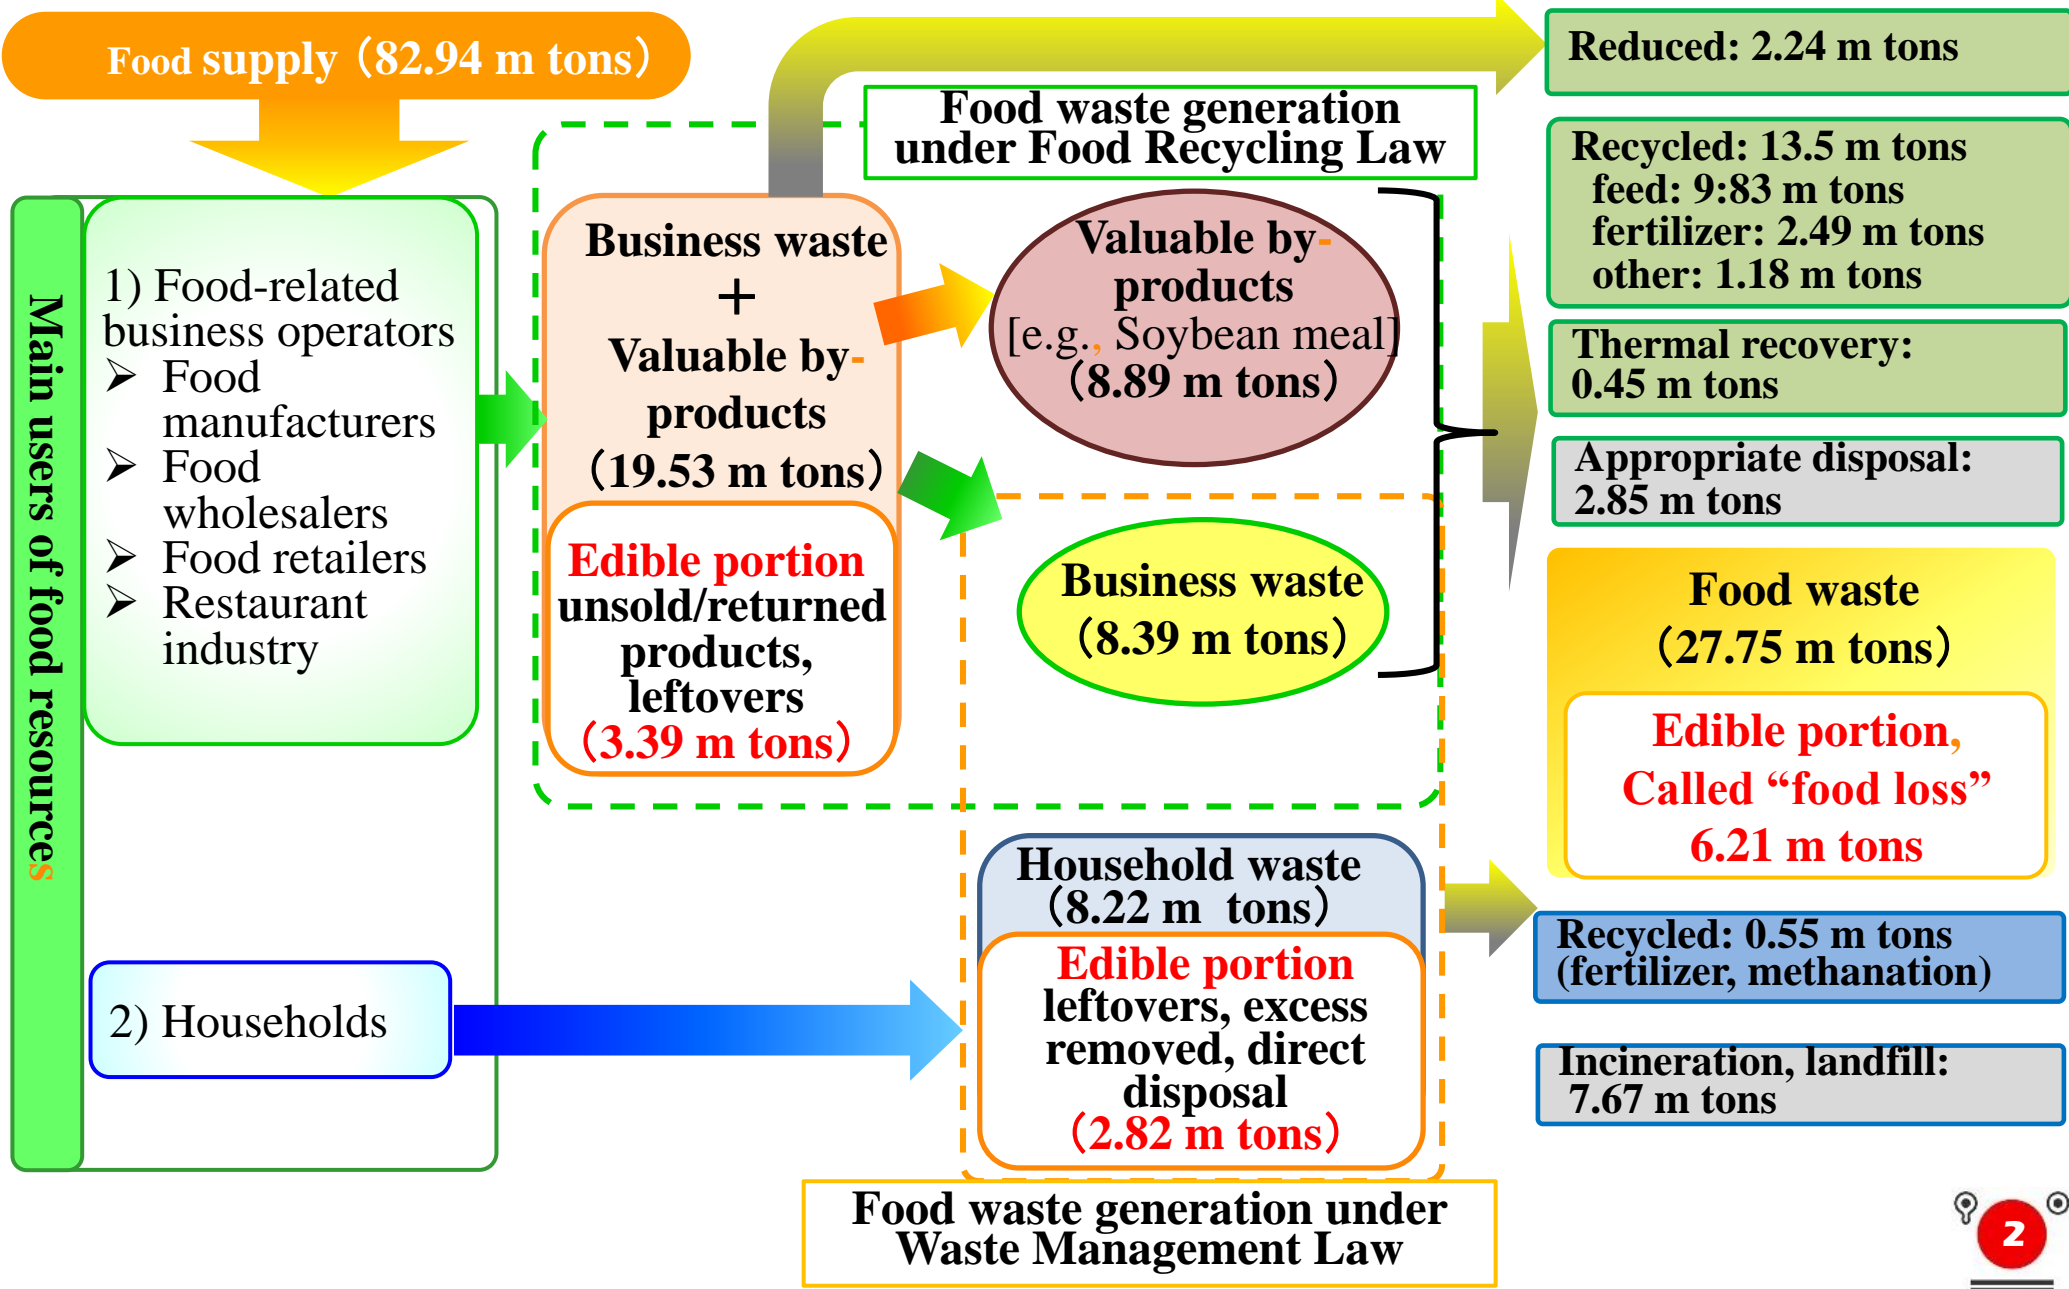 Food supply（82.94 m tons）
Main users of food resources
1) Food-related
business operators
➢ Food
manufacturers
➢ Food
wholesalers
➢ Food retailers
➢ Restaurant
industry
2) Households
Food waste generation
under Food Recycling Law
Business waste
+
Valuable by-
products
（19.53 m tons）
Edible portion
unsold/returned
products,
leftovers
（3.39 m tons）
Valuable by-
products
[e.g., Soybean meal]
（8.89 m tons）
Business waste
（8.39 m tons）
Household waste
（8.22 m tons）
Edible portion
leftovers, excess
removed, direct
disposal
（2.82 m tons）
Food waste generation under
Waste Management Law
Reduced: 2.24 m tons
Recycled: 13.5 m tons
feed: 9:83 m tons
fertilizer: 2.49 m tons
other: 1.18 m tons
Thermal recovery:
0.45 m tons
Appropriate disposal:
2.85 m tons
Food waste
（27.75 m tons）
Edible portion,
Called “food loss”
6.21 m tons
Recycled: 0.55 m tons
(fertilizer, methanation)
Incineration, landfill:
7.67 m tons
2